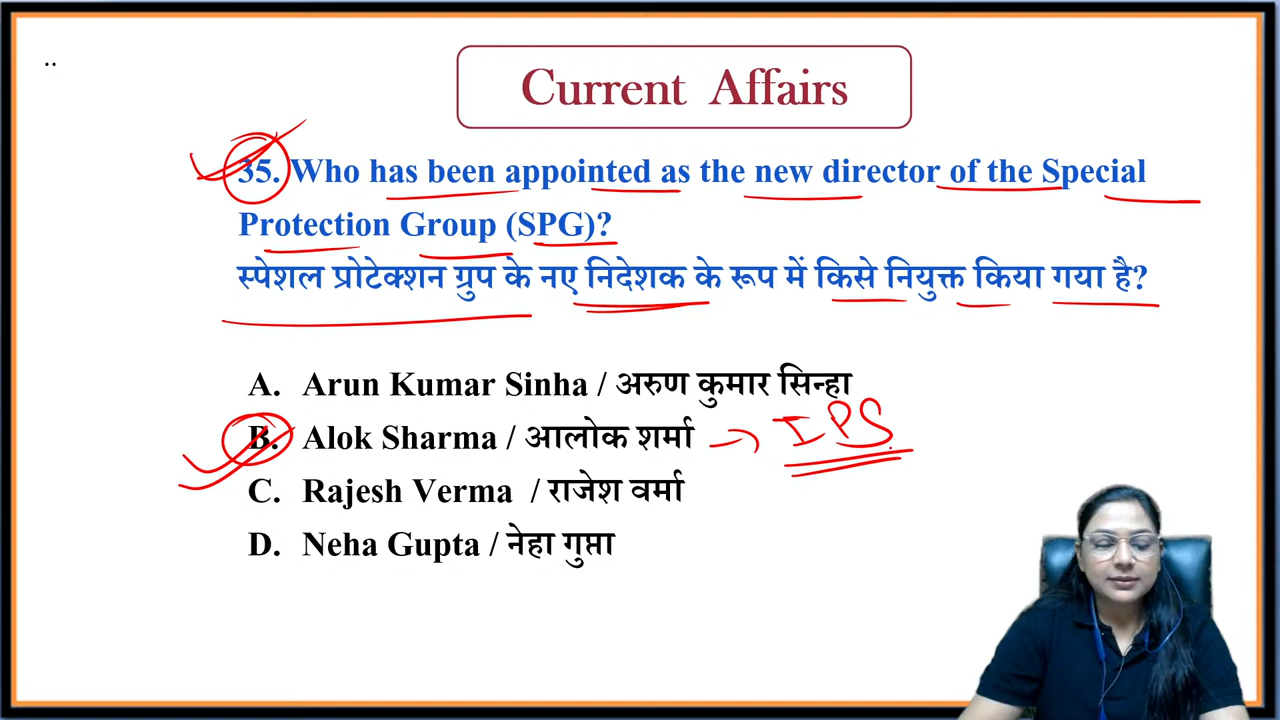 ..
Current Affairs
35. Who has been appointed as the new director of the Special
Protection Group (SPG)?
स्पेशल प्रोटेक्शन ग्रुप के नए निदेशक के रूप में किसे नियुक्त किया गया है?
A. Arun Kumar Sinha / अरुण कुमार सिन्हा
B. Alok Sharma / आलोक शर्मा → IPS
C. Rajesh Verma / राजेश वर्मा
D. Neha Gupta / नेहा गुप्ता